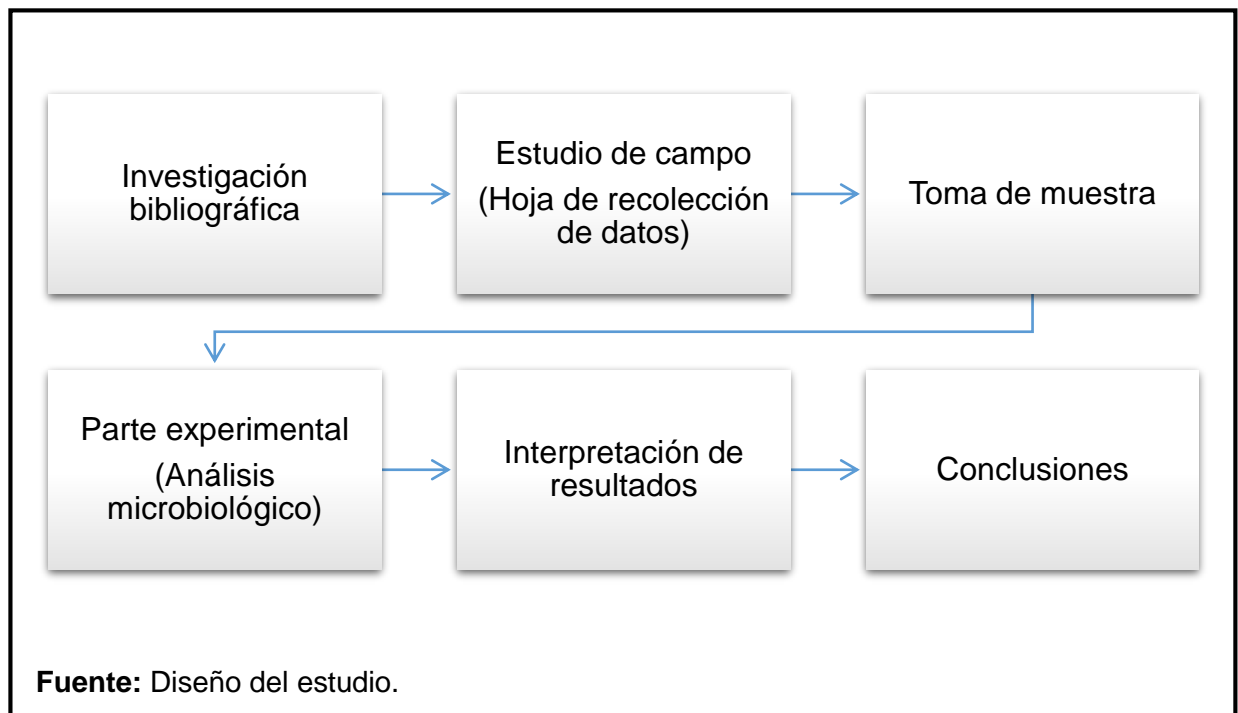 Investigación
bibliográfica
Estudio de campo
(Hoja de recolección
de datos)
Toma de muestra
Parte experimental
(Análisis
microbiológico)
Interpretación de
resultados
Conclusiones
Fuente: Diseño del estudio.